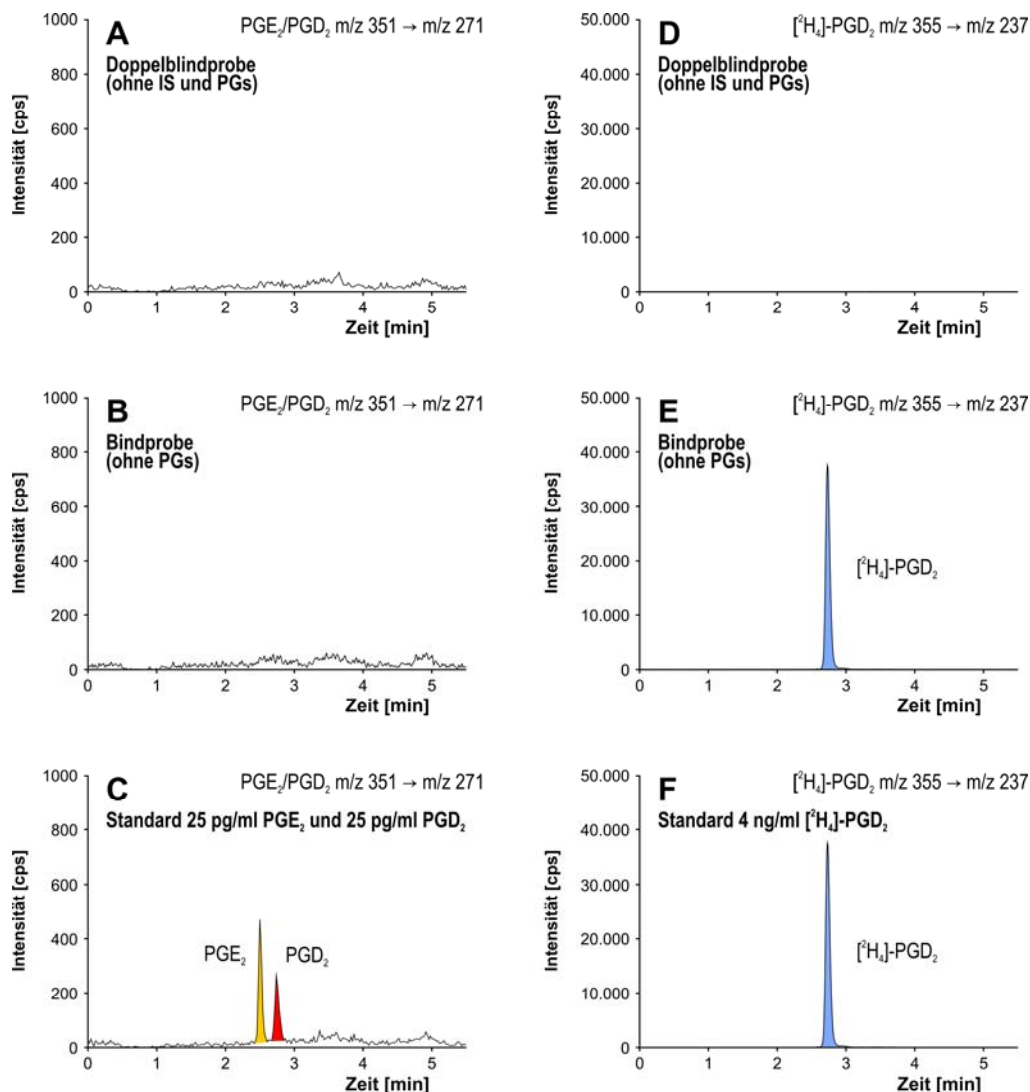 A
PGE₂/PGD₂ m/z 351 → m/z 271
Doppelblindprobe
(ohne IS und PGs)
Intensität [cps]
1000
800
600
400
200
0
0 1 2 3 4 5
Zeit [min]
D
[²H₄]-PGD₂ m/z 355 → m/z 237
Doppelblindprobe
(ohne IS und PGs)
Intensität [cps]
50.000
40.000
30.000
20.000
10.000
0
0 1 2 3 4 5
Zeit [min]
B
PGE₂/PGD₂ m/z 351 → m/z 271
Bindprobe
(ohne PGs)
Intensität [cps]
1000
800
600
400
200
0
0 1 2 3 4 5
Zeit [min]
E
[²H₄]-PGD₂ m/z 355 → m/z 237
Bindprobe
(ohne PGs)
Intensität [cps]
50.000
40.000
30.000
20.000
10.000
0
[²H₄]-PGD₂
0 1 2 3 4 5
Zeit [min]
C
PGE₂/PGD₂ m/z 351 → m/z 271
Standard 25 pg/ml PGE₂ und 25 pg/ml PGD₂
Intensität [cps]
1000
800
600
400
200
0
PGE₂
PGD₂
0 1 2 3 4 5
Zeit [min]
F
[²H₄]-PGD₂ m/z 355 → m/z 237
Standard 4 ng/ml [²H₄]-PGD₂
Intensität [cps]
50.000
40.000
30.000
20.000
10.000
0
[²H₄]-PGD₂
0 1 2 3 4 5
Zeit [min]